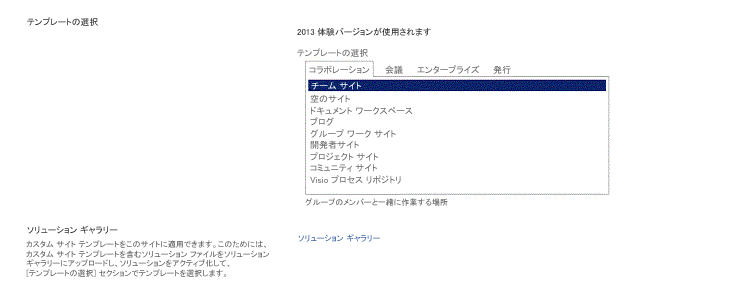 テンプレートの選択
2013 体験バージョンが使用されます
テンプレートの選択
コラボレーション 会議 エンタープライズ 発行
チーム サイト
空のサイト
ドキュメント ワークスペース
ブログ
グループ ワーク サイト
開発者サイト
プロジェクト サイト
コミュニティ サイト
Visio プロセス リポジトリ
グループのメンバーと一緒に作業する場所
ソリューション ギャラリー
カスタム サイト テンプレートをこのサイトに適用できます。このためには、
カスタム サイト テンプレートを含むソリューション ファイルをソリューション
ギャラリーにアップロードし、ソリューションをアクティブ化して、
[テンプレートの選択] セクションでテンプレートを選択します。
ソリューション ギャラリー